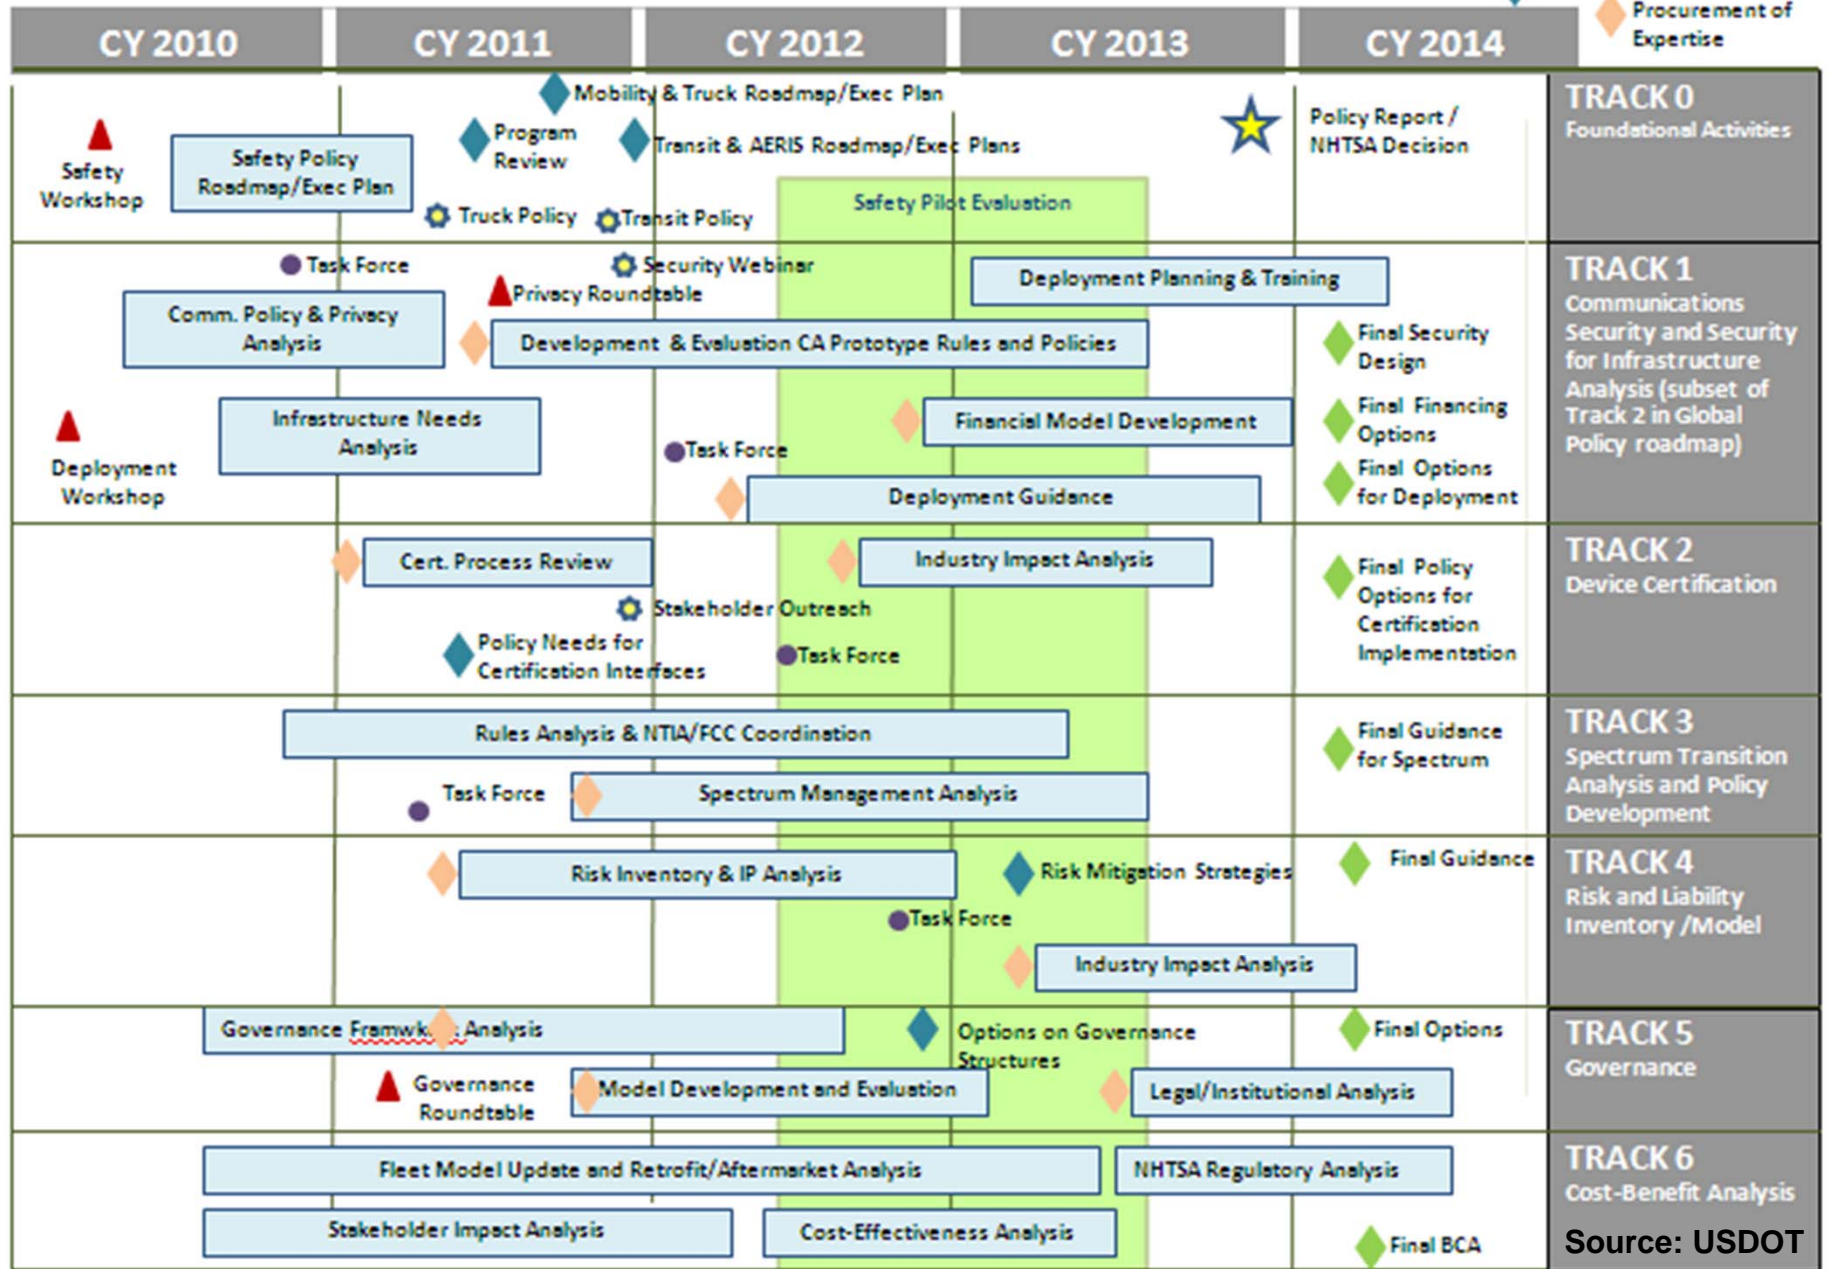 Procurement of
Expertise
CY 2010
CY 2011
CY 2012
CY 2013
CY 2014
Mobility & Truck Roadmap/Exec Plan
Program
Review
Transit & AERIS Roadmap/Exec Plans
Policy Report /
NHTSA Decision
Safety
Workshop
Safety Policy
Roadmap/Exec Plan
Truck Policy
Transit Policy
Safety Pilot Evaluation
TRACK 0
Foundational Activities
Task Force
Security Webinar
Privacy Roundtable
Deployment Planning & Training
Comm. Policy & Privacy
Analysis
Development & Evaluation CA Prototype Rules and Policies
Final Security
Design
Infrastructure Needs
Analysis
Financial Model Development
Final Financing
Options
Task Force
Deployment
Workshop
Deployment Guidance
Final Options
for Deployment
TRACK 1
Communications
Security and Security
for Infrastructure
Analysis (subset of
Track 2 in Global
Policy roadmap)
Cert. Process Review
Industry Impact Analysis
Stakeholder Outreach
Policy Needs for
Certification Interfaces
Task Force
Final Policy
Options for
Certification
Implementation
TRACK 2
Device Certification
Rules Analysis & NTIA/FCC Coordination
Task Force
Spectrum Management Analysis
Final Guidance
for Spectrum
TRACK 3
Spectrum Transition
Analysis and Policy
Development
Risk Inventory & IP Analysis
Risk Mitigation Strategies
Final Guidance
Task Force
Industry Impact Analysis
TRACK 4
Risk and Liability
Inventory /Model
Governance Analysis
Options on Governance
Structures
Final Options
Governance
Roundtable
Model Development and Evaluation
Legal/Institutional Analysis
TRACK 5
Governance
Fleet Model Update and Retrofit/Aftermarket Analysis
NHTSA Regulatory Analysis
Stakeholder Impact Analysis
Cost-Effectiveness Analysis
Final BCA
TRACK 6
Cost-Benefit Analysis
Source: USDOT